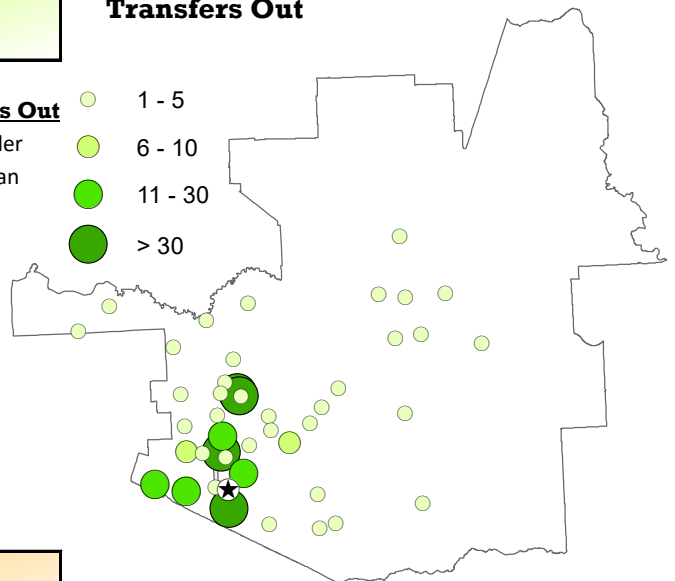 Transfers Out
s Out
ler
an
1 - 5
6 - 10
11 - 30
> 30